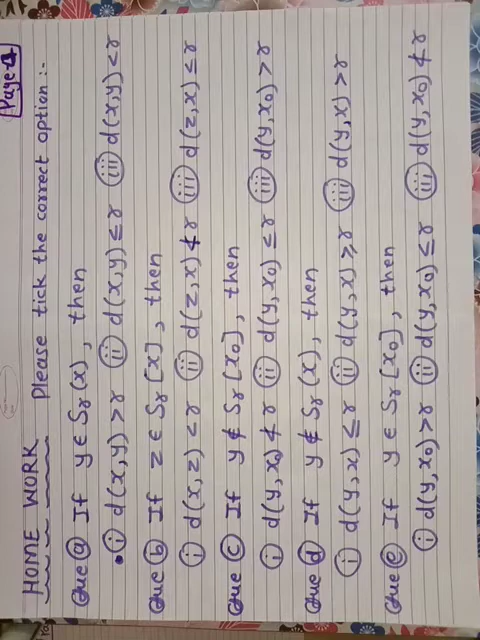 Page-4
HOME WORK Please tick the correct option:-
Que ⓐ If y ∈ Sᵣ(x), then
ⓘ d(x,y) > r ⓘⓘ d(x,y) ≤ r ⓘⓘⓘ d(x,y) < r
Que ⓑ If z ∈ Sᵣ[x], then
ⓘ d(x,z) < r ⓘⓘ d(z,x) ≮ r ⓘⓘⓘ d(z,x) ≤ r
Que ⓒ If y ∉ Sᵣ[x₀], then
ⓘ d(y,x₀) ≮ r ⓘⓘ d(y,x₀) ≤ r ⓘⓘⓘ d(y,x₀) > r
Que ⓓ If y ∉ Sᵣ(x), then
ⓘ d(y,x) ≤ r ⓘⓘ d(y,x) ≥ r ⓘⓘⓘ d(y,x) > r
Que ⓔ If y ∈ Sᵣ[x₀], then
ⓘ d(y,x₀) > r ⓘⓘ d(y,x₀) ≤ r ⓘⓘⓘ d(y,x₀) ≮ r